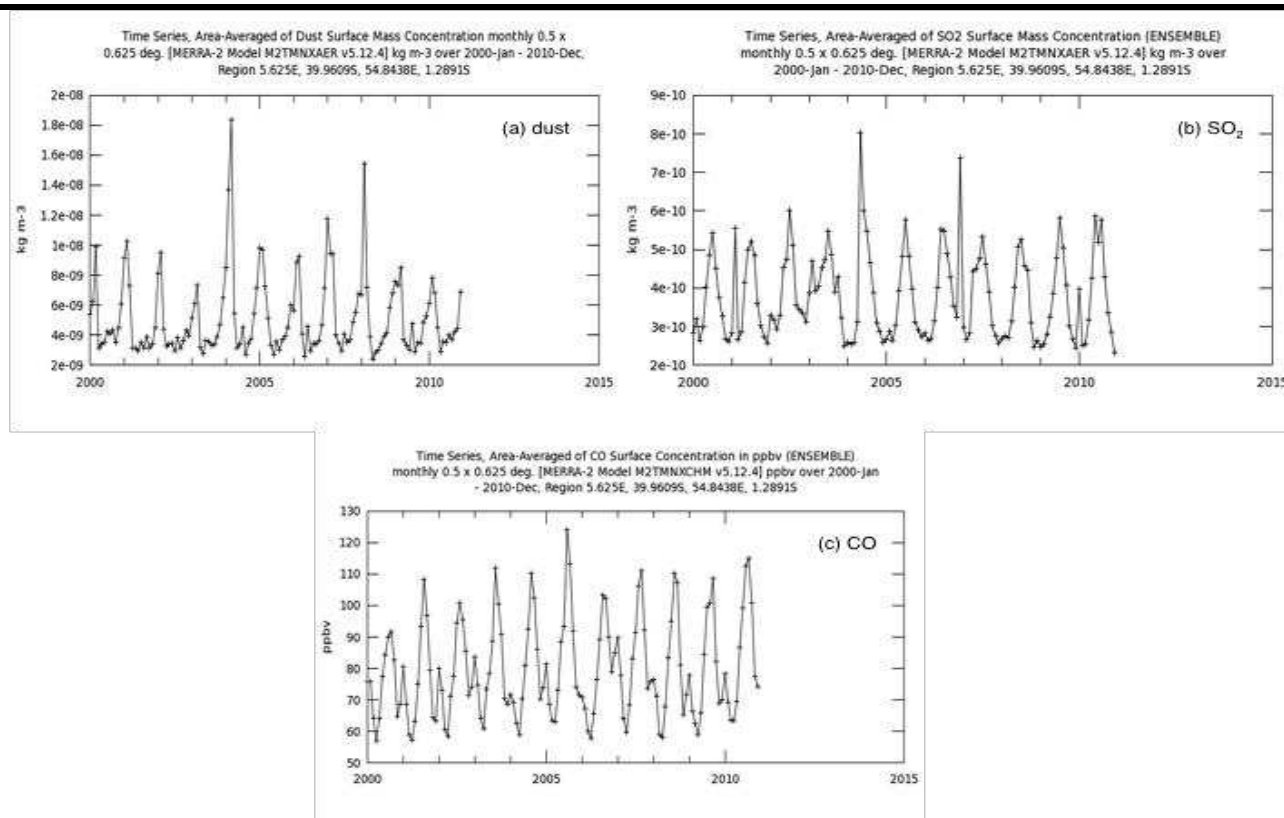 Time Series, Area-Averaged of Dust Surface Mass Concentration monthly 0.5 x
0.625 deg. [MERRA-2 Model M2TMNXAER v5.12.4] kg m-3 over 2000-Jan - 2010-Dec,
Region 5.625E, 39.9609S, 54.8438E, 1.2891S
2e-08
1.8e-08
1.6e-08
1.4e-08
1.2e-08
1e-08
8e-09
6e-09
4e-09
2e-09
kg m-3
(a) dust
2000
2005
2010
2015
Time Series, Area-Averaged of SO2 Surface Mass Concentration (ENSEMBLE)
monthly 0.5 x 0.625 deg. [MERRA-2 Model M2TMNXAER v5.12.4] kg m-3 over
2000-Jan - 2010-Dec, Region 5.625E, 39.9609S, 54.8438E, 1.2891S
9e-10
8e-10
7e-10
6e-10
5e-10
4e-10
3e-10
2e-10
kg m-3
(b) SO₂
2000
2005
2010
2015
Time Series, Area-Averaged of CO Surface Concentration in ppbv (ENSEMBLE)
monthly 0.5 x 0.625 deg. [MERRA-2 Model M2TMNXCHM v5.12.4] ppbv over 2000-Jan
- 2010-Dec, Region 5.625E, 39.9609S, 54.8438E, 1.2891S
130
120
110
100
90
80
70
60
50
ppbv
(c) CO
2000
2005
2010
2015